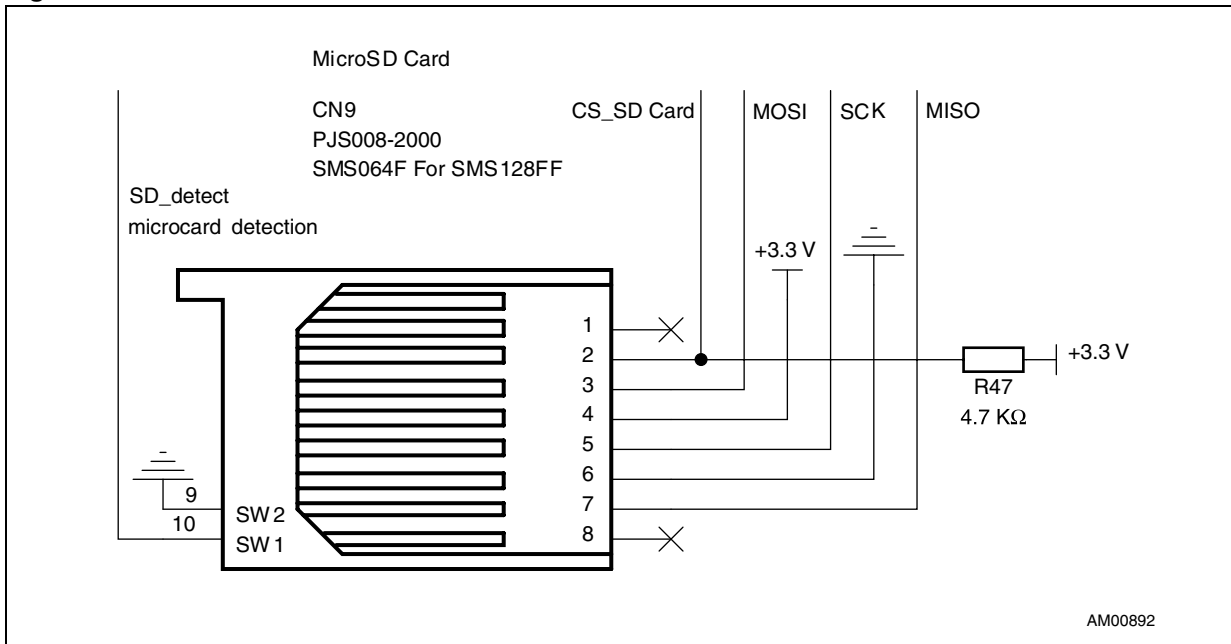 MicroSD Card
CN9
PJS008-2000
SMS064F For SMS128FF
CS_SD Card
MOSI
SCK
MISO
SD_detect
microcard detection
+3.3 V
1
2
3
4
5
6
7
8
+3.3 V
R47
4.7 KΩ
9
10
SW2
SW1
AM00892